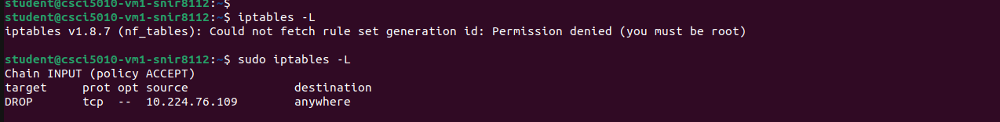 student@csci5010-vm1-snir8112:~$
student@csci5010-vm1-snir8112:~$ iptables -L
iptables v1.8.7 (nf_tables): Could not fetch rule set generation id: Permission denied (you must be root)
student@csci5010-vm1-snir8112:~$ sudo iptables -L
Chain INPUT (policy ACCEPT)
target     prot opt source               destination
DROP       tcp  --  10.224.76.109        anywhere